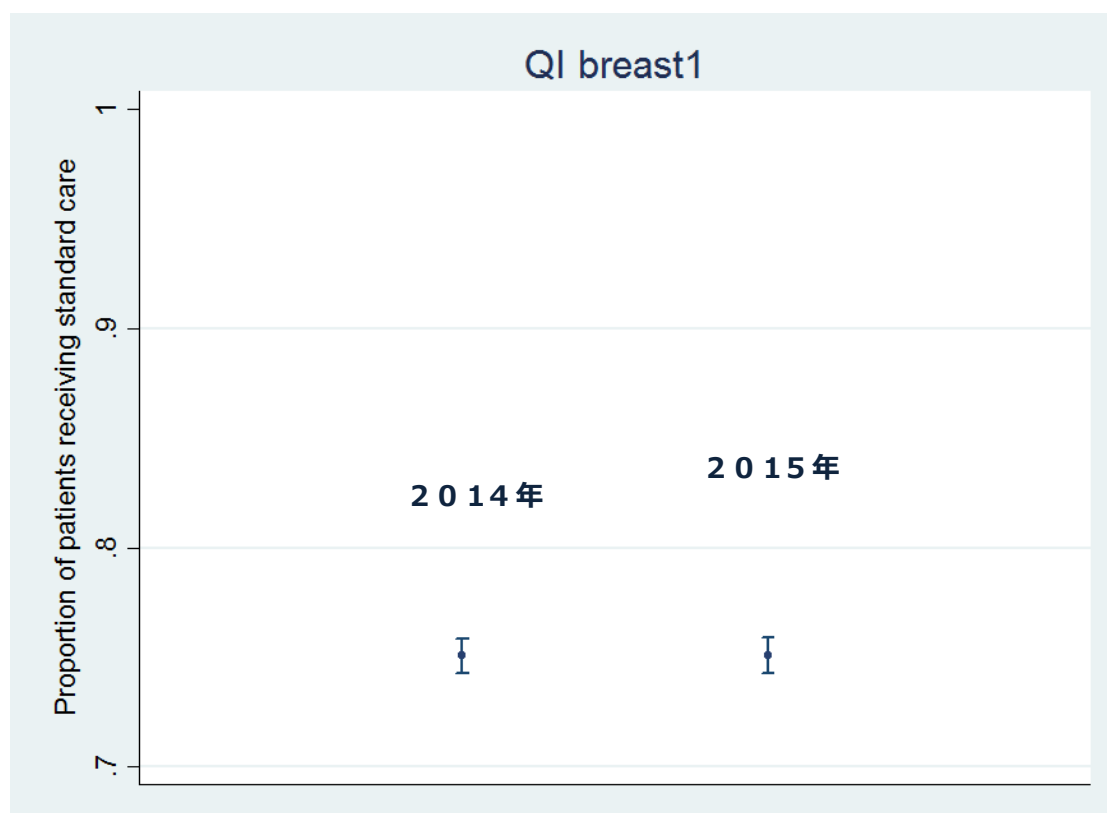 QI breast1
Proportion of patients receiving standard care
1
.9
.8
.7
２０１４年
２０１５年